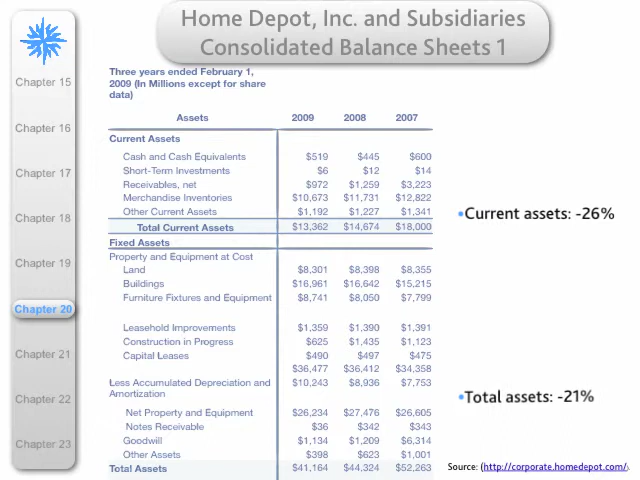 Home Depot, Inc. and Subsidiaries
Consolidated Balance Sheets 1
Chapter 15
Chapter 16
Chapter 17
Chapter 18
Chapter 19
Chapter 20
Chapter 21
Chapter 22
Chapter 23
Three years ended February 1,
2009 (In Millions except for share
data)
Assets 2009 2008 2007
Current Assets
Cash and Cash Equivalents $519 $445 $600
Short-Term Investments $6 $12 $14
Receivables, net $972 $1,259 $3,223
Merchandise Inventories $10,673 $11,731 $12,822
Other Current Assets $1,192 $1,227 $1,341
Total Current Assets $13,362 $14,674 $18,000
Fixed Assets
Property and Equipment at Cost
Land $8,301 $8,398 $8,355
Buildings $16,961 $16,642 $15,215
Furniture Fixtures and Equipment $8,741 $8,050 $7,799
Leasehold Improvements $1,359 $1,390 $1,391
Construction in Progress $625 $1,435 $1,123
Capital Leases $490 $497 $475
$36,477 $36,412 $34,358
Less Accumulated Depreciation and $10,243 $8,936 $7,753
Amortization
Net Property and Equipment $26,234 $27,476 $26,605
Notes Receivable $36 $342 $343
Goodwill $1,134 $1,209 $6,314
Other Assets $398 $623 $1,001
Total Assets $41,164 $44,324 $52,263
•Current assets: -26%
•Total assets: -21%
Source: (http://corporate.homedepot.com/).